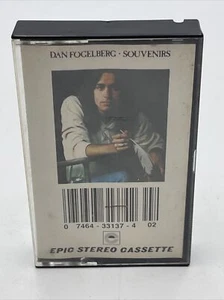 DAN FOGELBERG · SOUVENIRS
0 7464-33137-4 02
EPIC STEREO CASSETTE